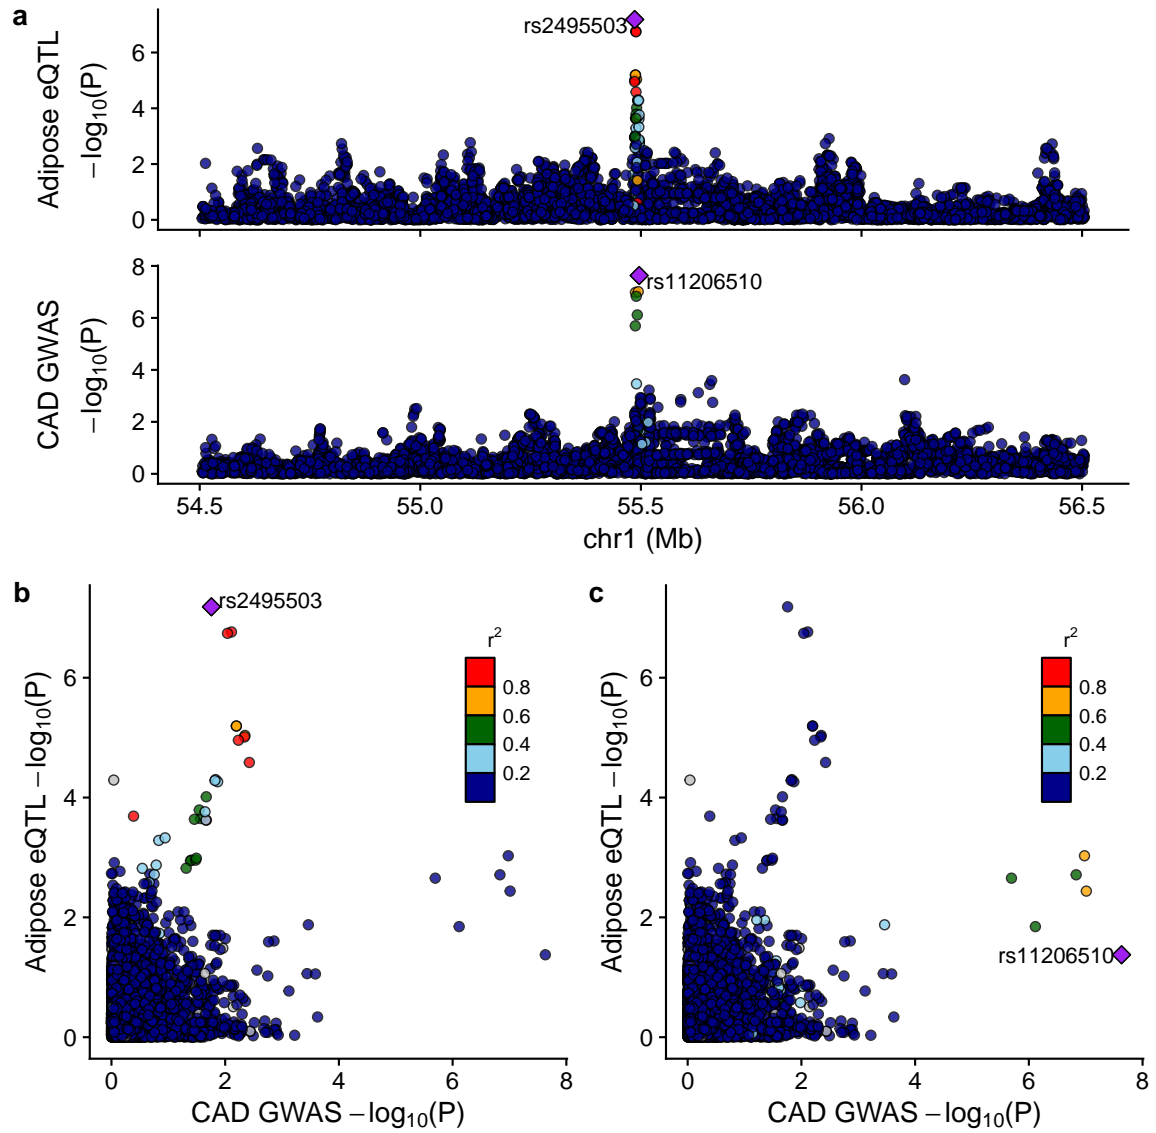 a
Adipose eQTL
−log10(P)
6
4
2
0
rs2495503
CAD GWAS
−log10(P)
8
6
4
2
0
rs11206510
54.5 55.0 55.5 56.0 56.5
chr1 (Mb)
b
Adipose eQTL −log10(P)
6
4
2
0
rs2495503
r2
0.8
0.6
0.4
0.2
0 2 4 6 8
CAD GWAS −log10(P)
c
Adipose eQTL −log10(P)
6
4
2
0
r2
0.8
0.6
0.4
0.2
rs11206510
0 2 4 6 8
CAD GWAS −log10(P)